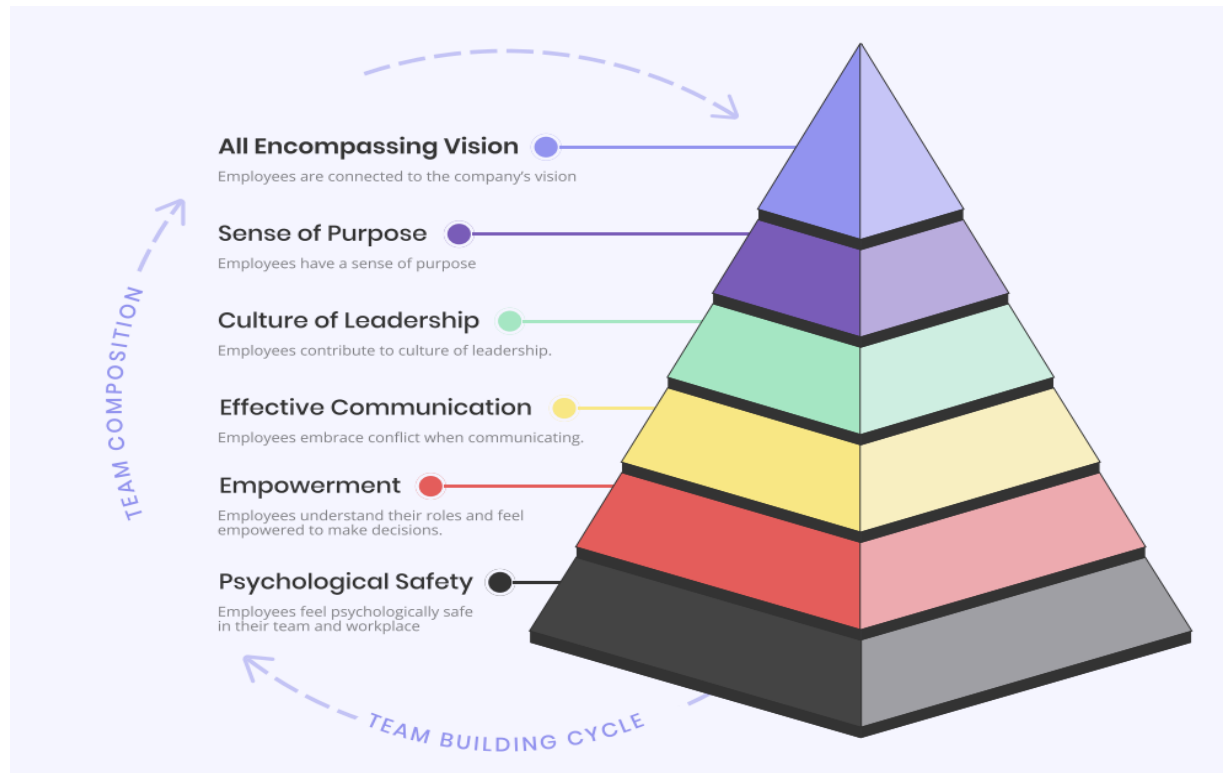 All Encompassing Vision
Employees are connected to the company's vision
Sense of Purpose
Employees have a sense of purpose
Culture of Leadership
Employees contribute to culture of leadership.
Effective Communication
Employees embrace conflict when communicating.
Empowerment
Employees understand their roles and feel
empowered to make decisions.
Psychological Safety
Employees feel psychologically safe
in their team and workplace
TEAM COMPOSITION
TEAM BUILDING CYCLE